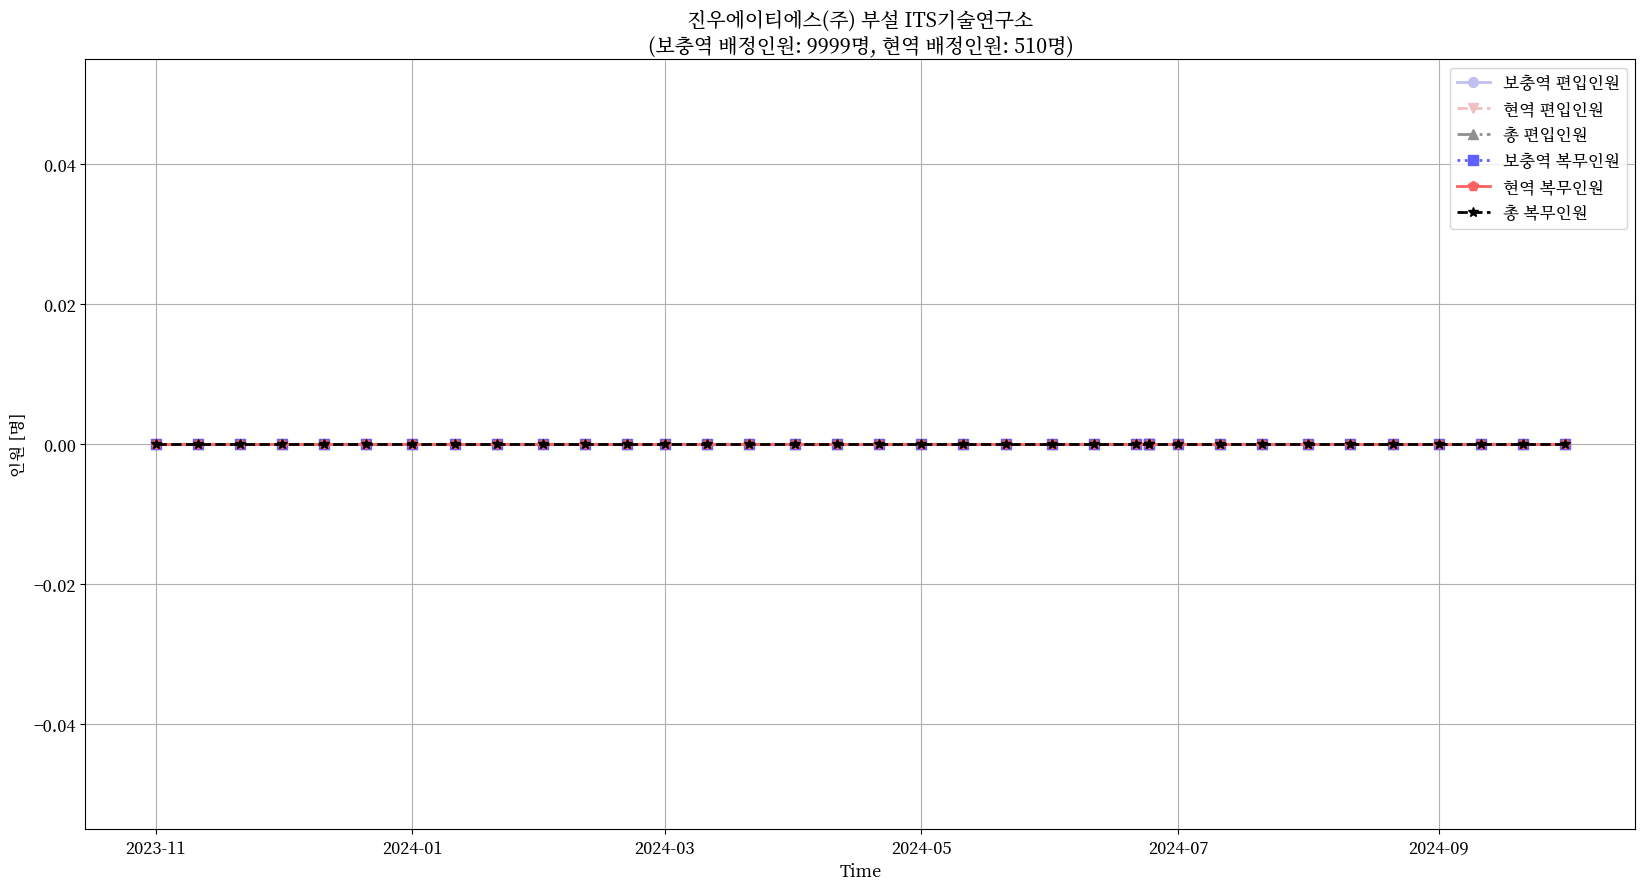 진우에이티에스(주) 부설 ITS기술연구소
(보충역 배정인원: 9999명, 현역 배정인원: 510명)
보충역 편입인원
현역 편입인원
총 편입인원
보충역 복무인원
현역 복무인원
총 복무인원
0.04
0.02
0.00
−0.02
−0.04
인원 [명]
2023-11
2024-01
2024-03
2024-05
2024-07
2024-09
Time